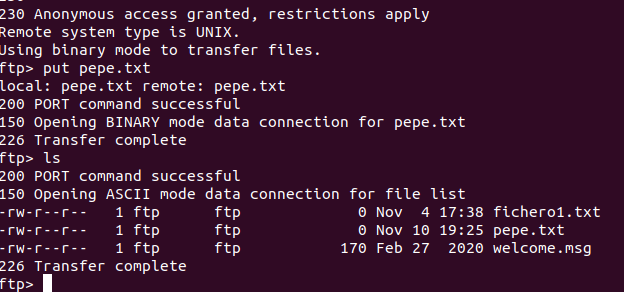 230 Anonymous access granted, restrictions apply
Remote system type is UNIX.
Using binary mode to transfer files.
ftp> put pepe.txt
local: pepe.txt remote: pepe.txt
200 PORT command successful
150 Opening BINARY mode data connection for pepe.txt
226 Transfer complete
ftp> ls
200 PORT command successful
150 Opening ASCII mode data connection for file list
-rw-r--r--   1 ftp      ftp             0 Nov  4 17:38 fichero1.txt
-rw-r--r--   1 ftp      ftp             0 Nov 10 19:25 pepe.txt
-rw-r--r--   1 ftp      ftp           170 Feb 27  2020 welcome.msg
226 Transfer complete
ftp>